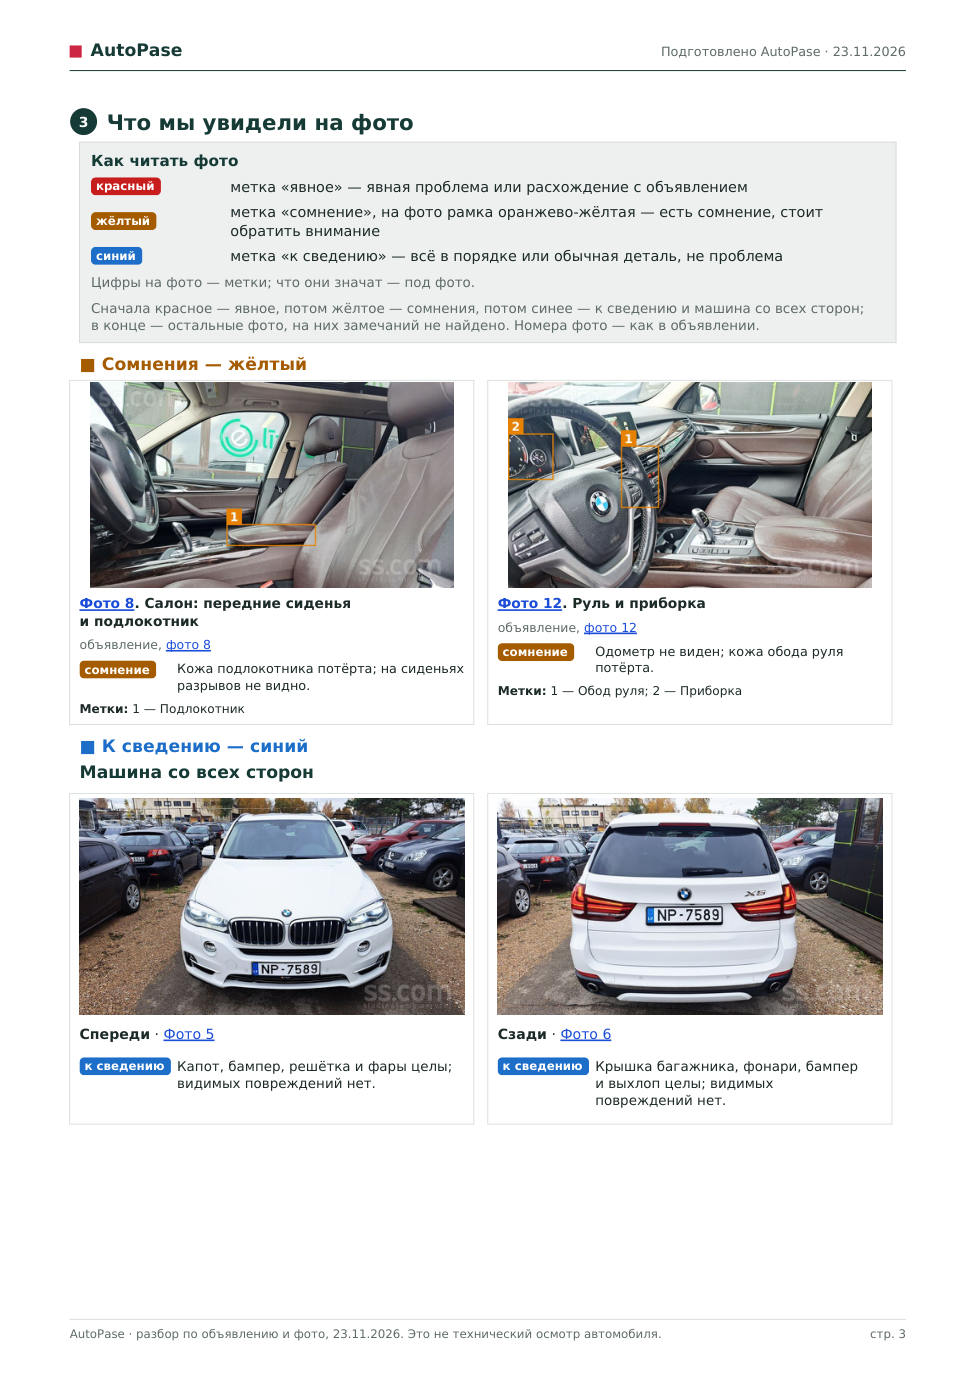 AutoPase
Подготовлено AutoPase · 23.11.2026
3 Что мы увидели на фото
Как читать фото
красный метка «явное» — явная проблема или расхождение с объявлением
жёлтый метка «сомнение», на фото рамка оранжево-жёлтая — есть сомнение, стоит
обратить внимание
синий метка «к сведению» — всё в порядке или обычная деталь, не проблема
Цифры на фото — метки; что они значат — под фото.
Сначала красное — явное, потом жёлтое — сомнения, потом синее — к сведению и машина со всех сторон;
в конце — остальные фото, на них замечаний не найдено. Номера фото — как в объявлении.
Сомнения — жёлтый
ss.com
1
ss.com
Фото 8. Салон: передние сиденья
и подлокотник
объявление, фото 8
сомнение Кожа подлокотника потёрта; на сиденьях
разрывов не видно.
Метки: 1 — Подлокотник
ss.com
2
1
ss.com
Фото 12. Руль и приборка
объявление, фото 12
сомнение Одометр не виден; кожа обода руля
потёрта.
Метки: 1 — Обод руля; 2 — Приборка
К сведению — синий
Машина со всех сторон
NP-7589
ss.com
Спереди · Фото 5
к сведению Капот, бампер, решётка и фары целы;
видимых повреждений нет.
X5
NP-7589
ss.com
Сзади · Фото 6
к сведению Крышка багажника, фонари, бампер
и выхлоп целы; видимых
повреждений нет.
AutoPase · разбор по объявлению и фото, 23.11.2026. Это не технический осмотр автомобиля.
стр. 3